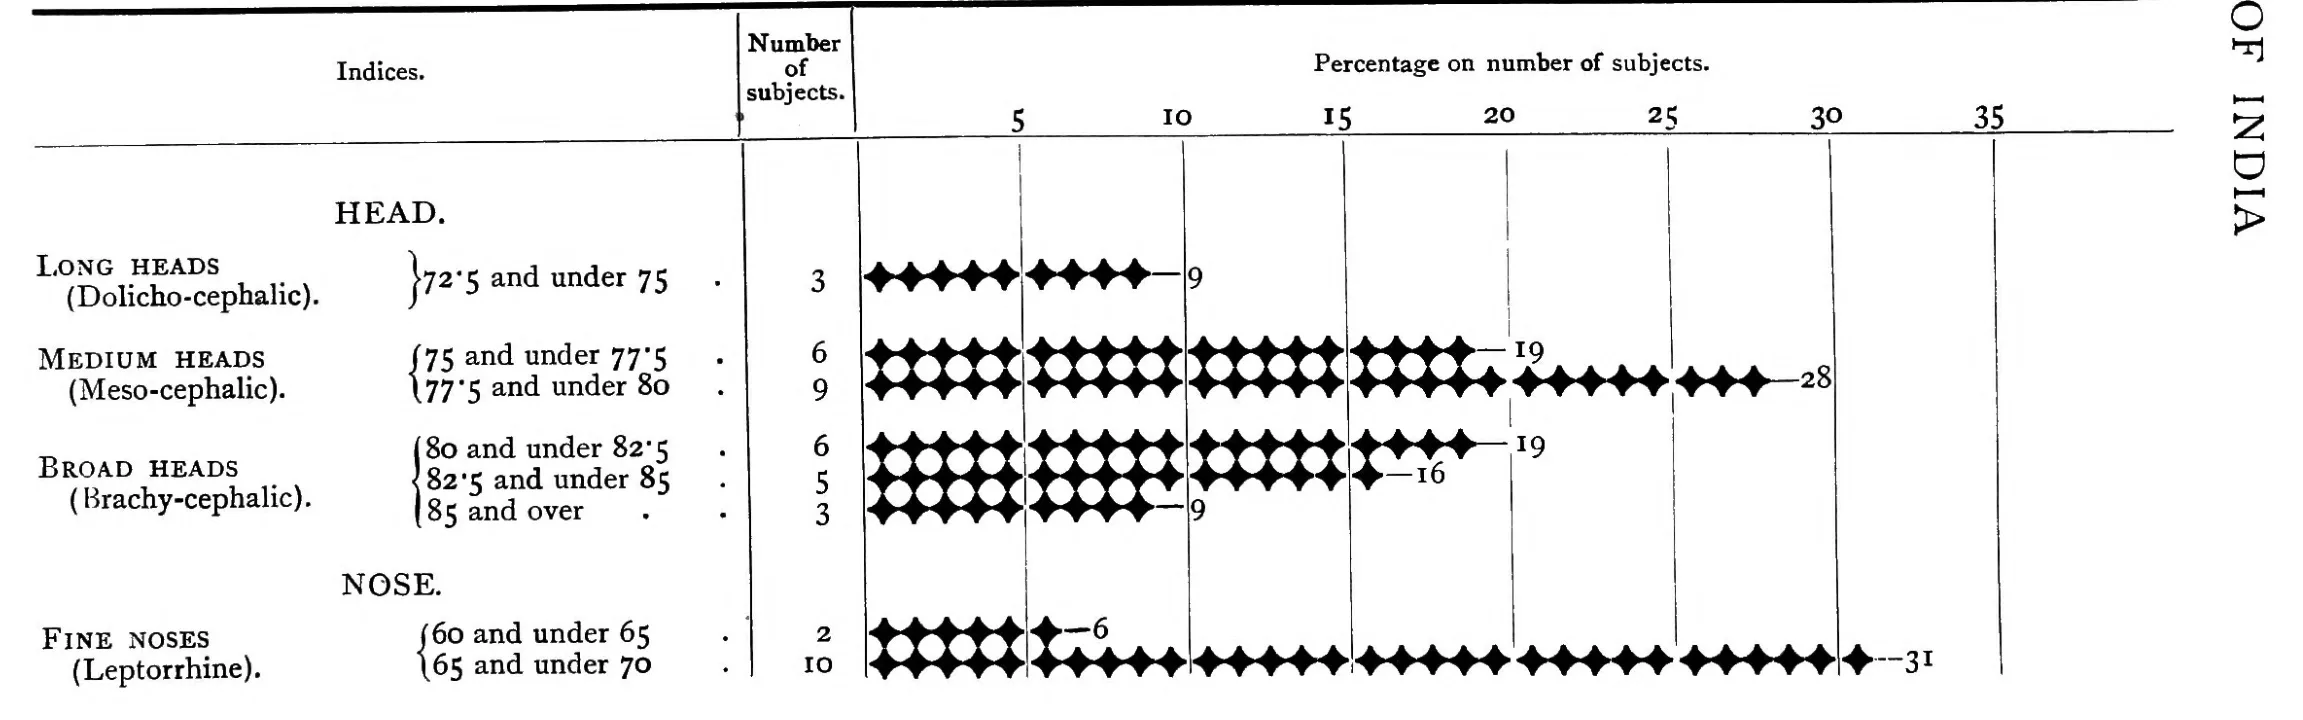 OF INDIA
Indices.
Number
of
subjects.
Percentage on number of subjects.
5 10 15 20 25 30 35
HEAD.
LONG HEADS
(Dolicho-cephalic).
72·5 and under 75 . 3 9
MEDIUM HEADS
(Meso-cephalic).
75 and under 77·5 . 6 19
77·5 and under 80 . 9 28
BROAD HEADS
(Brachy-cephalic).
80 and under 82·5 . 6 19
82·5 and under 85 . 5 16
85 and over . . 3 9
NOSE.
FINE NOSES
(Leptorrhine).
60 and under 65 . 2 6
65 and under 70 . 10 31